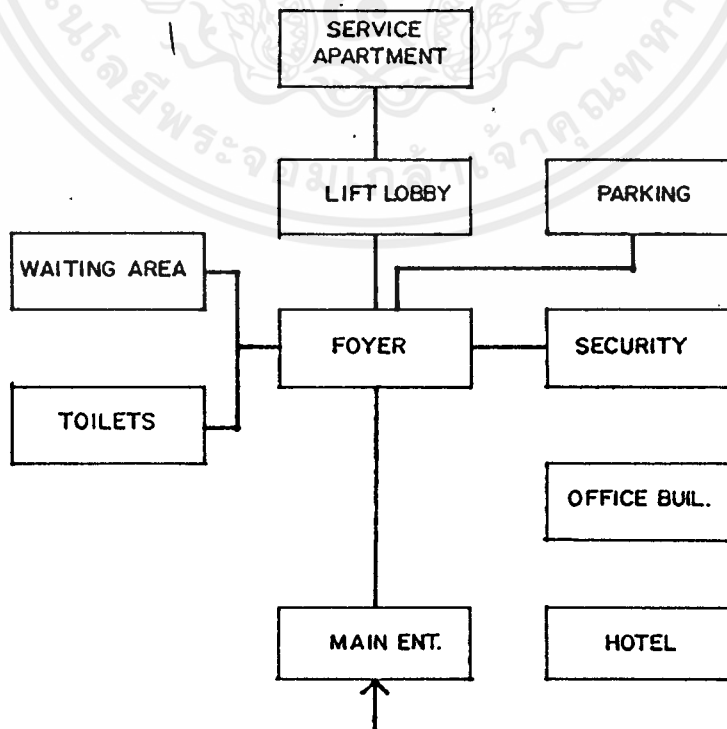 SERVICE
APARTMENT
LIFT LOBBY
PARKING
WAITING AREA
FOYER
SECURITY
TOILETS
OFFICE BUIL.
MAIN ENT.
HOTEL